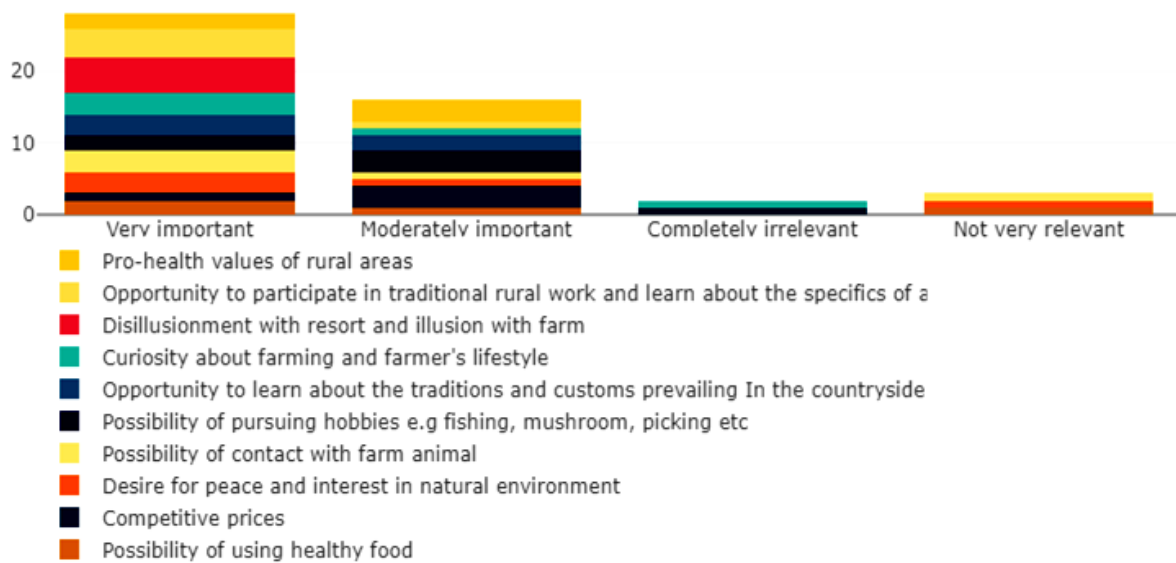 20
10
0
Very important
Moderately important
Completely irrelevant
Not very relevant
Pro-health values of rural areas
Opportunity to participate in traditional rural work and learn about the specifics of a
Disillusionment with resort and illusion with farm
Curiosity about farming and farmer's lifestyle
Opportunity to learn about the traditions and customs prevailing In the countryside
Possibility of pursuing hobbies e.g fishing, mushroom, picking etc
Possibility of contact with farm animal
Desire for peace and interest in natural environment
Competitive prices
Possibility of using healthy food